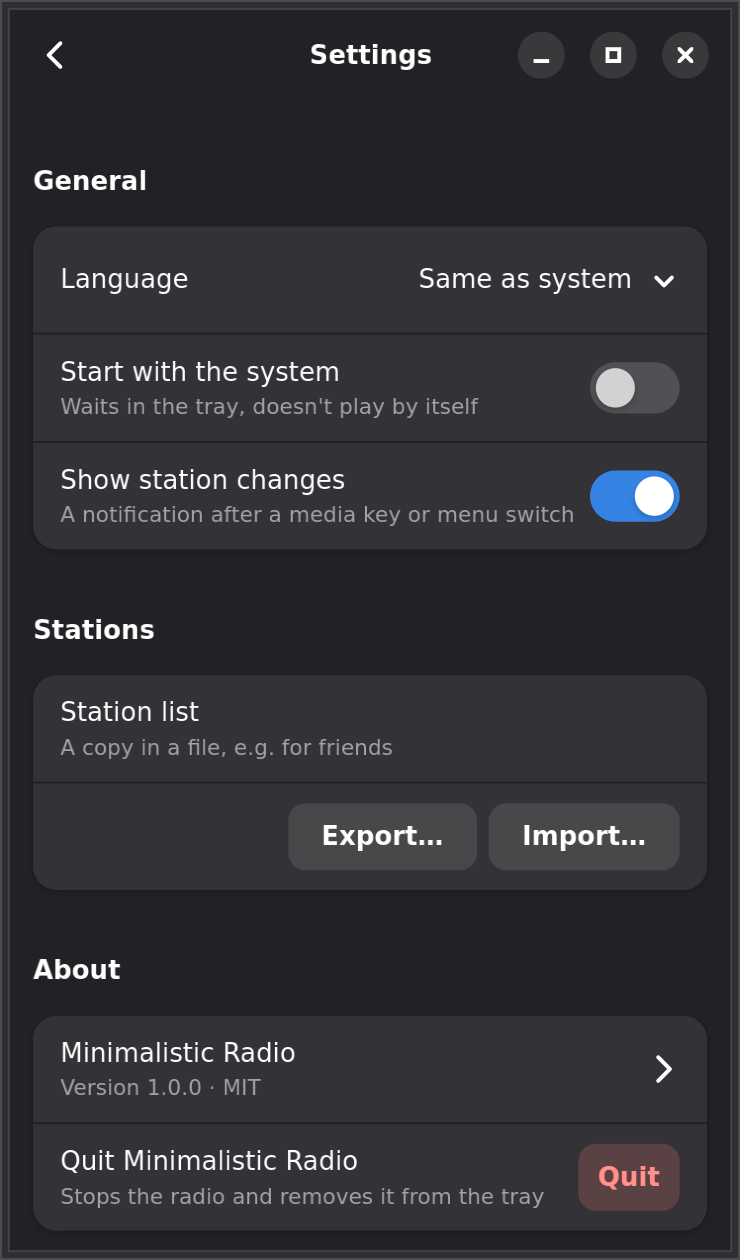 Settings
General
Language
Same as system
Start with the system
Waits in the tray, doesn't play by itself
Show station changes
A notification after a media key or menu switch
Stations
Station list
A copy in a file, e.g. for friends
Export…
Import…
About
Minimalistic Radio
Version 1.0.0 · MIT
Quit Minimalistic Radio
Stops the radio and removes it from the tray
Quit